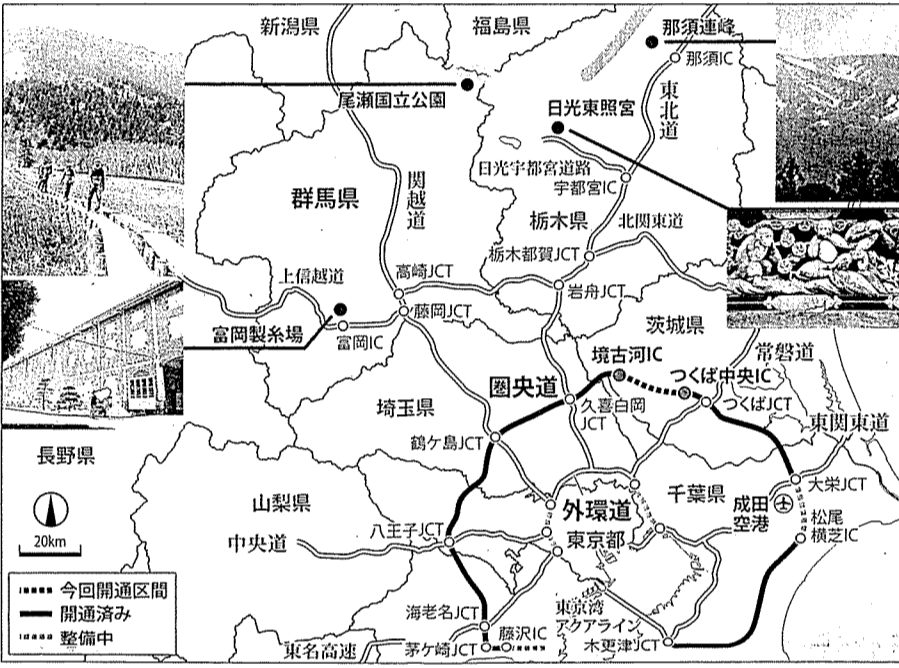 新潟県
福島県
那須連峰
那須IC
尾瀬国立公園
東北道
日光東照宮
日光宇都宮道路
宇都宮IC
群馬県
関越道
栃木県
北関東道
栃木都賀JCT
上信越道
高崎JCT
岩舟JCT
藤岡JCT
富岡製糸場
富岡IC
茨城県
境古河IC
常磐道
圏央道
つくば中央IC
久喜白岡
JCT
つくばJCT
埼玉県
東関東道
鶴ケ島JCT
長野県
山梨県
千葉県
成田
空港
大栄JCT
外環道
松尾
横芝IC
20km
八王子JCT
東京都
中央道
今回開通区間
開通済み
整備中
海老名JCT
東京湾
アクアライン
藤沢IC
東名高速
茅ケ崎JCT
木更津JCT